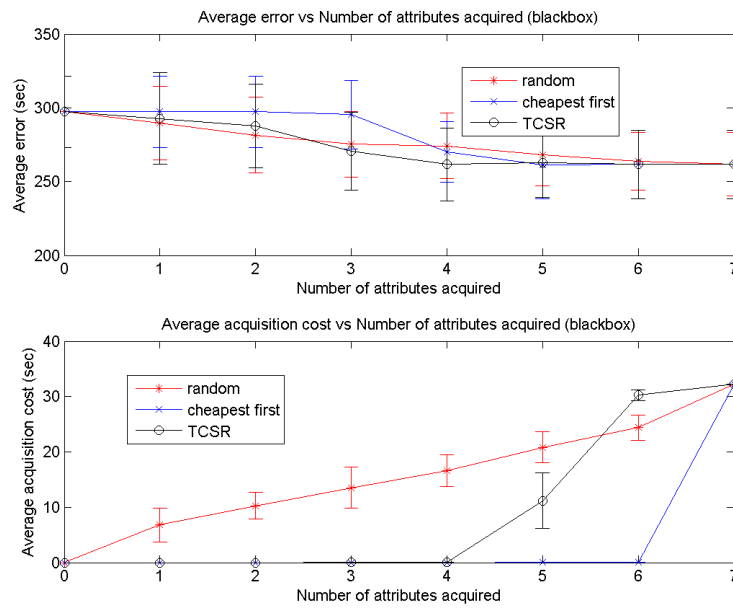 Average error vs Number of attributes acquired (blackbox)
350
300
250
200
Average error (sec)
random
cheapest first
TCSR
0 1 2 3 4 5 6 7
Number of attributes acquired
Average acquisition cost vs Number of attributes acquired (blackbox)
40
30
20
10
0
Average acquisition cost (sec)
random
cheapest first
TCSR
0 1 2 3 4 5 6 7
Number of attributes acquired